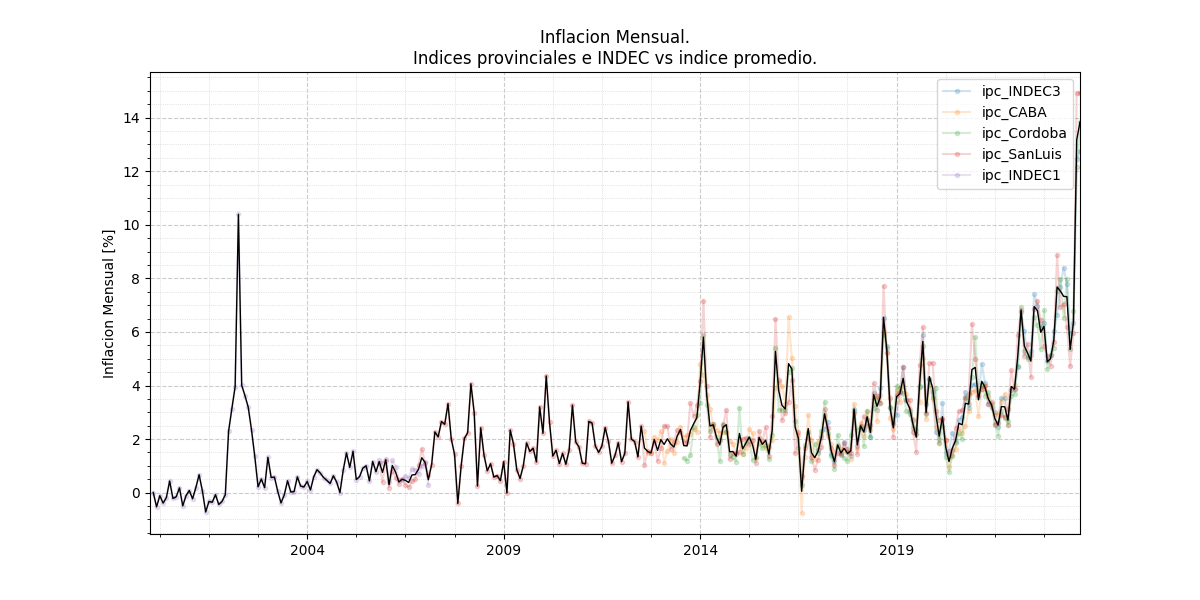 Inflacion Mensual.
Indices provinciales e INDEC vs indice promedio.
Inflacion Mensual [%]
14
12
10
8
6
4
2
0
2004
2009
2014
2019
ipc_INDEC3
ipc_CABA
ipc_Cordoba
ipc_SanLuis
ipc_INDEC1